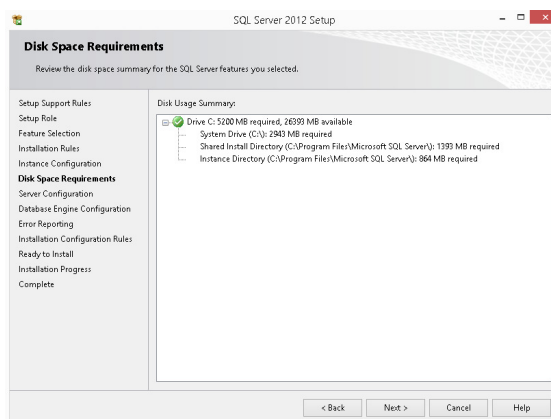 SQL Server 2012 Setup
Disk Space Requirements
Review the disk space summary for the SQL Server features you selected.
Setup Support Rules
Setup Role
Feature Selection
Installation Rules
Instance Configuration
Disk Space Requirements
Server Configuration
Database Engine Configuration
Error Reporting
Installation Configuration Rules
Ready to Install
Installation Progress
Complete
Disk Usage Summary:
Drive C: 5200 MB required, 26393 MB available
System Drive (C:\): 2943 MB required
Shared Install Directory (C:\Program Files\Microsoft SQL Server\): 1393 MB required
Instance Directory (C:\Program Files\Microsoft SQL Server\): 864 MB required
< Back
Next >
Cancel
Help